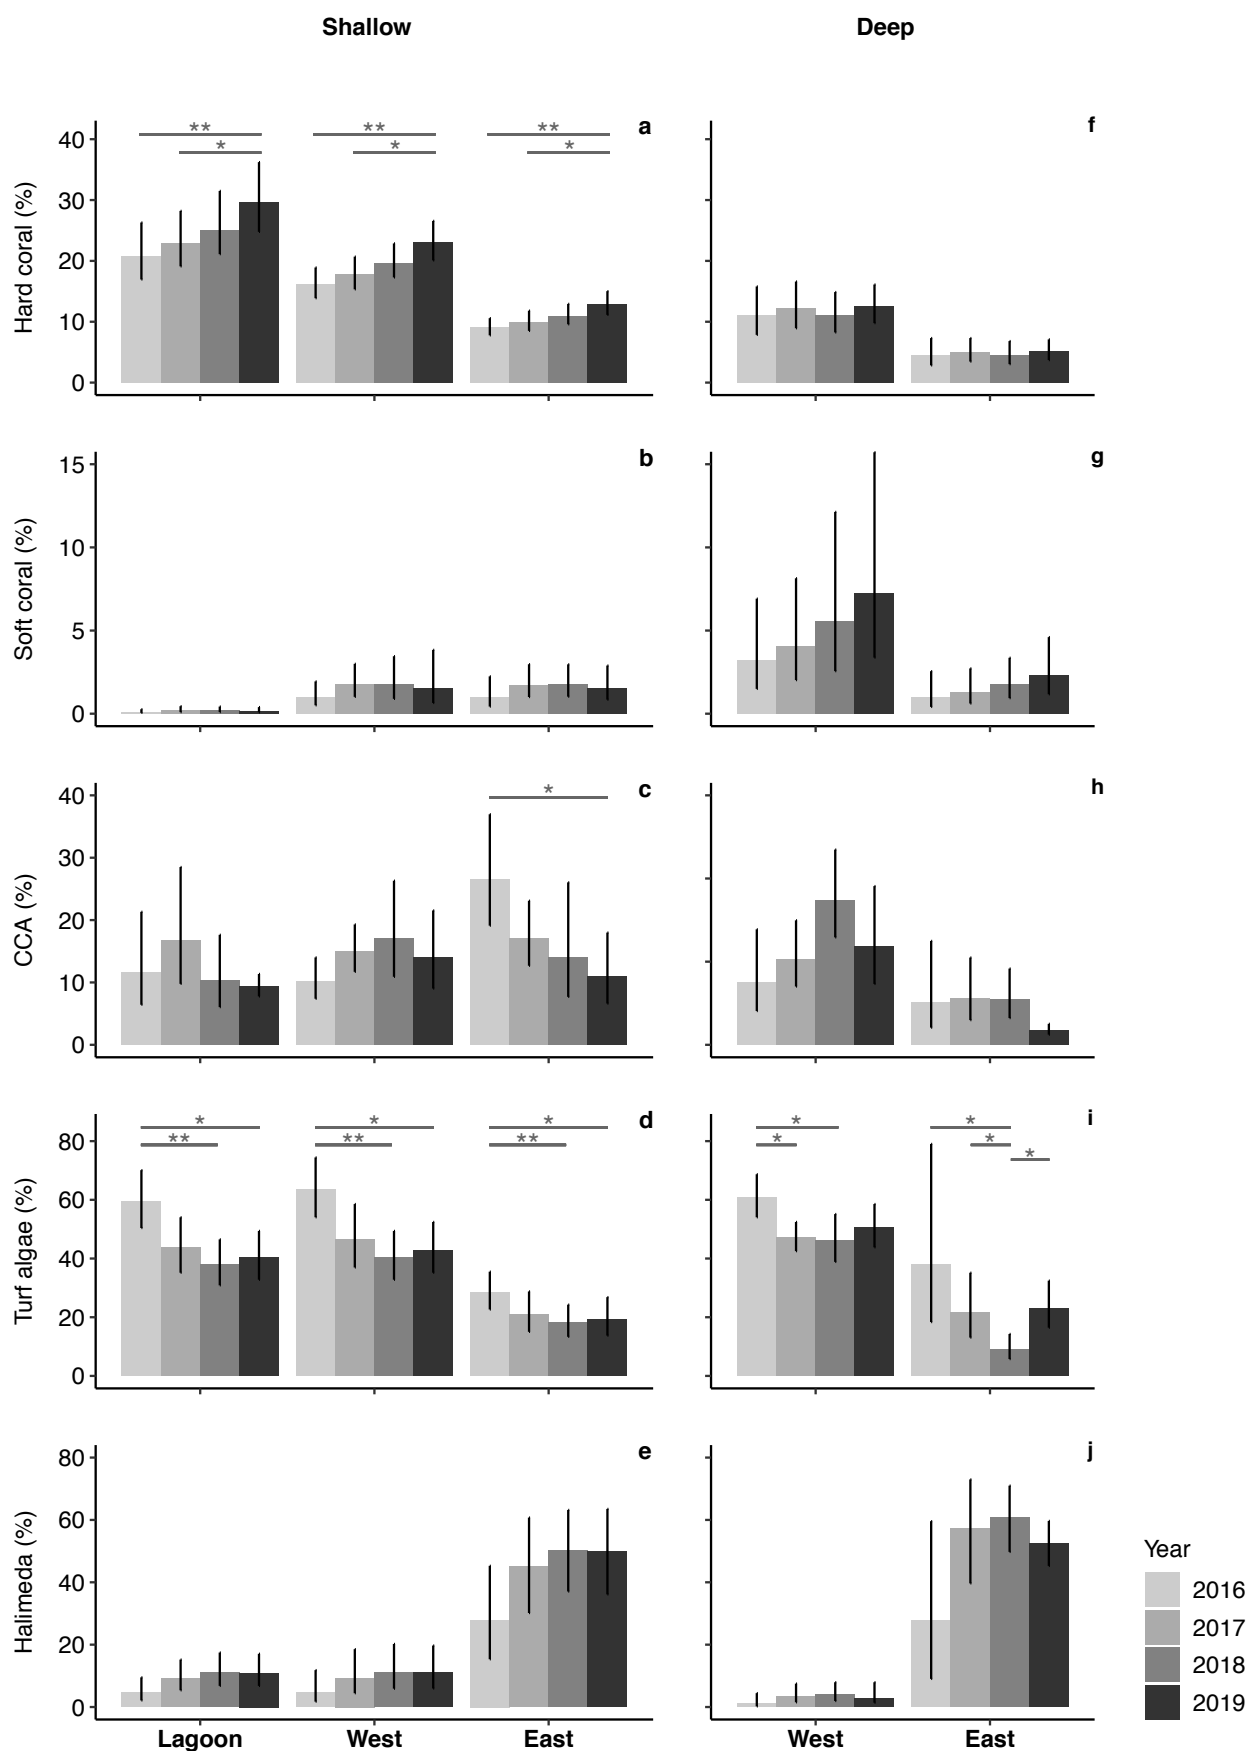 Shallow
Deep
Hard coral (%)
40
30
20
10
0
**
*
**
*
**
*
a
f
Soft coral (%)
15
10
5
0
b
g
CCA (%)
40
30
20
10
0
*
c
h
Turf algae (%)
80
60
40
20
0
*
**
*
**
*
**
d
*
*
*
*
*
i
Halimeda (%)
80
60
40
20
0
e
j
Lagoon
West
East
West
East
Year
2016
2017
2018
2019